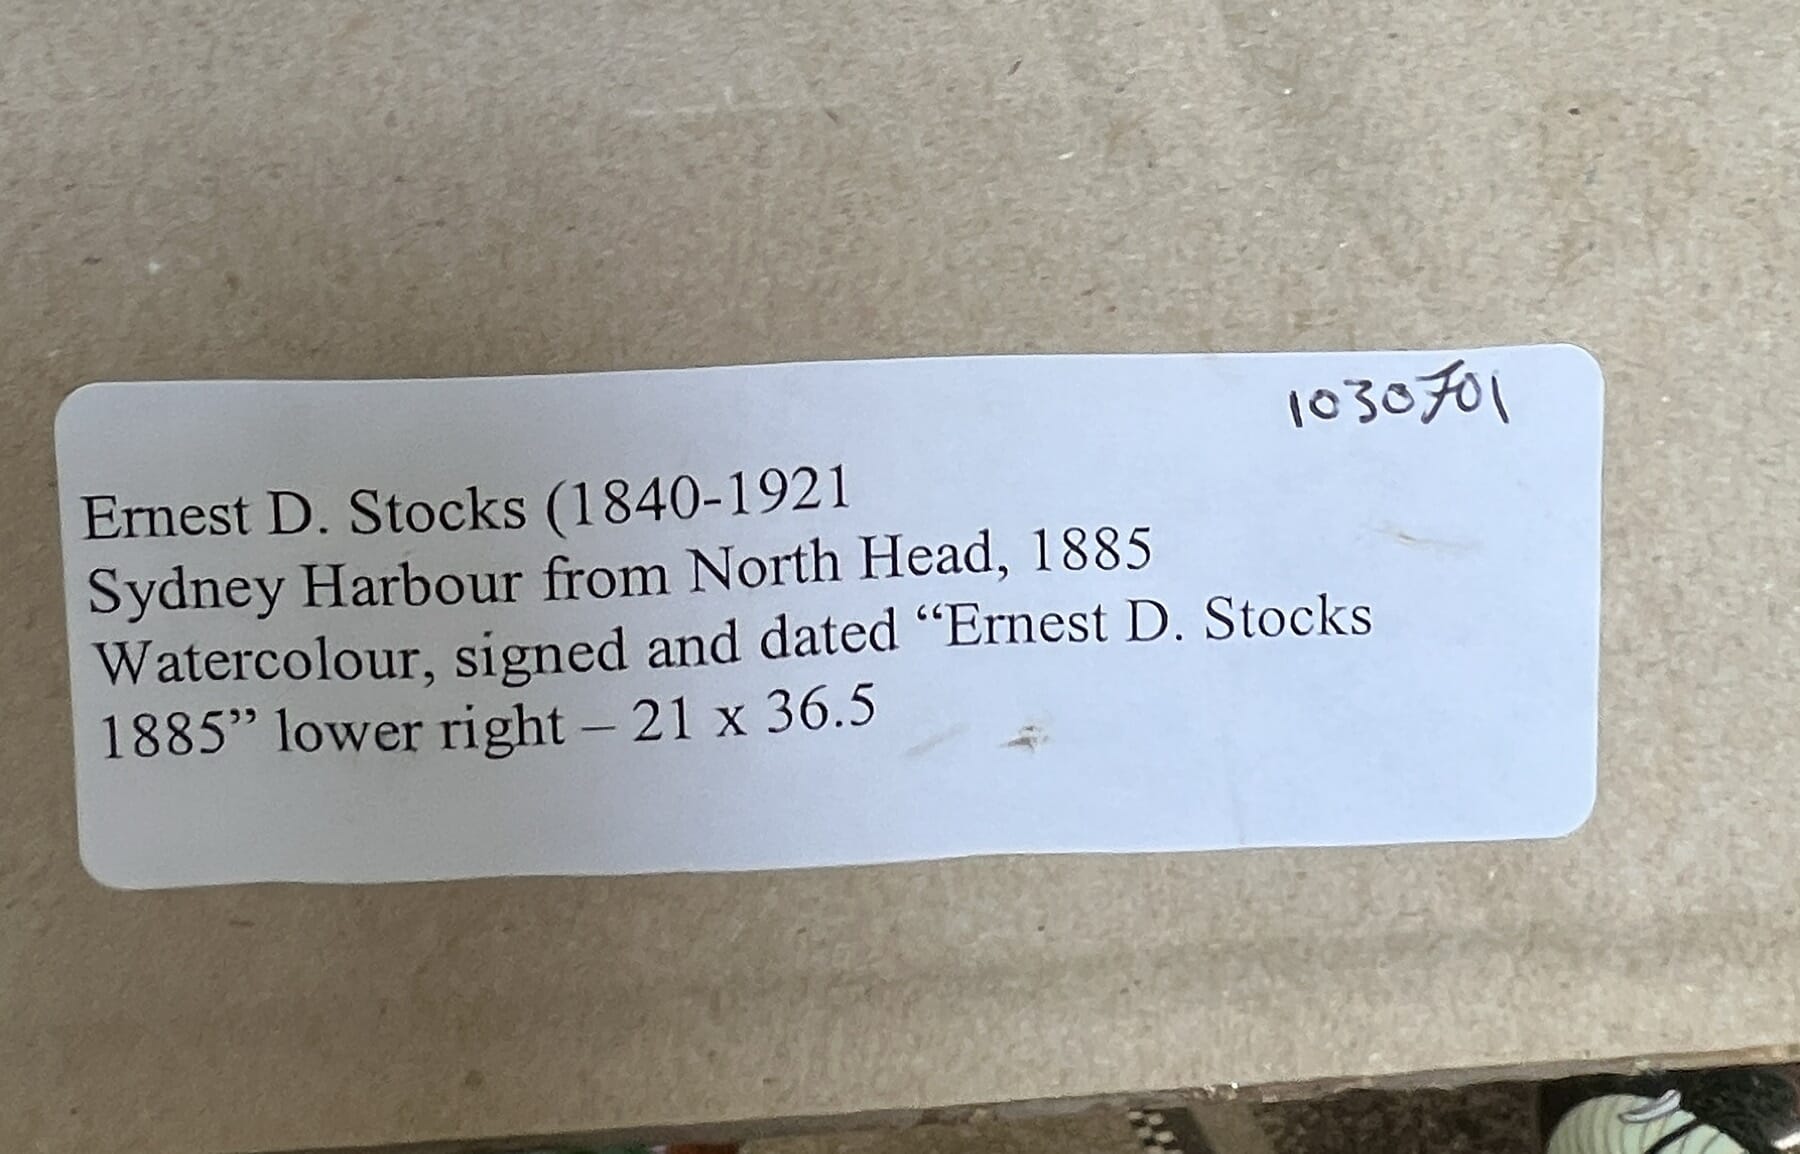 1030701
Ernest D. Stocks (1840-1921
Sydney Harbour from North Head, 1885
Watercolour, signed and dated “Ernest D. Stocks
1885” lower right – 21 x 36.5